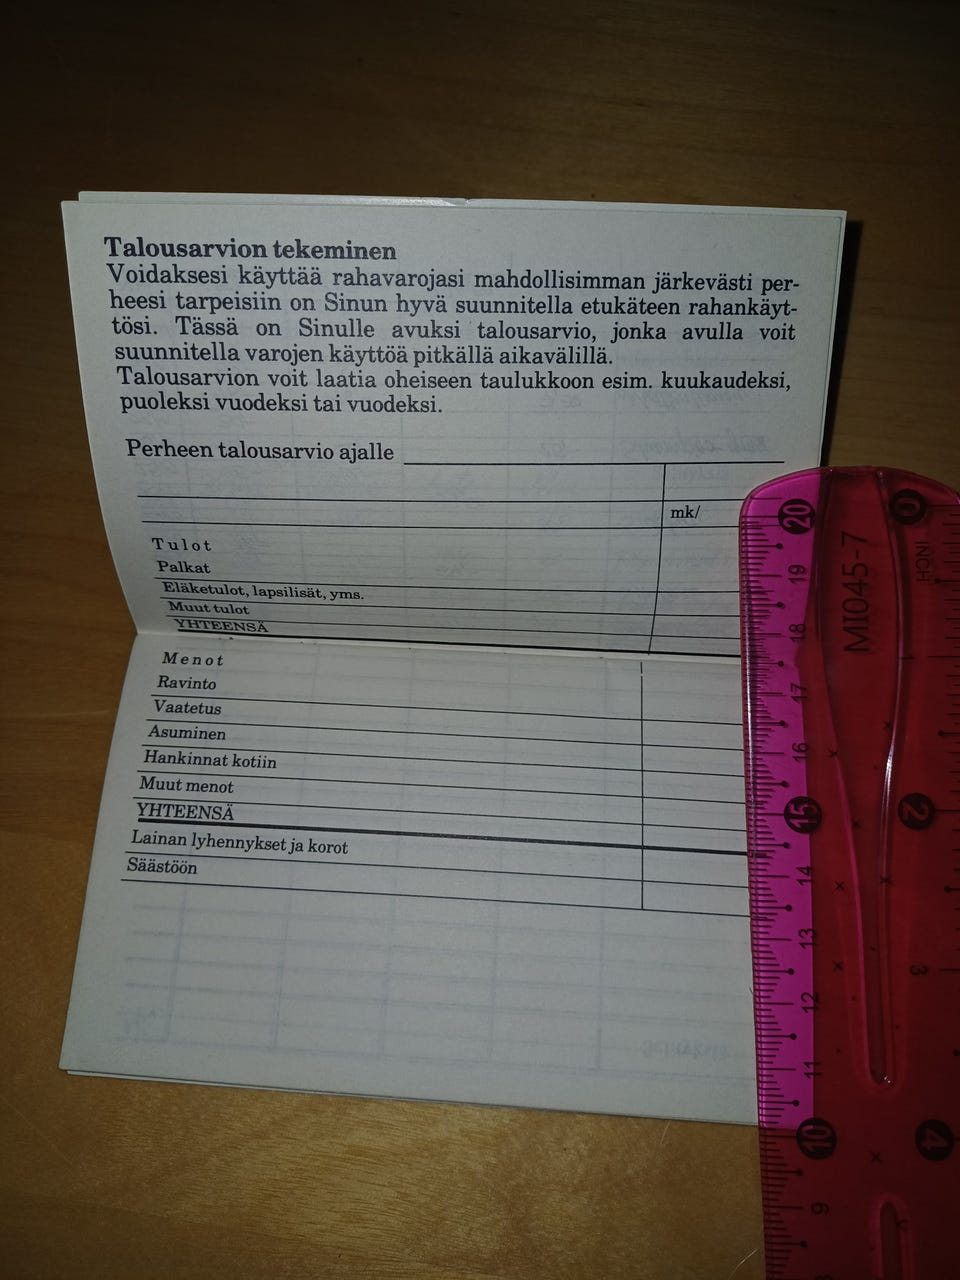 Talousarvion tekeminen
Voidaksesi käyttää rahavarojasi mahdollisimman järkevästi per-
heesi tarpeisiin on Sinun hyvä suunnitella etukäteen rahankäyt-
tösi. Tässä on Sinulle avuksi talousarvio, jonka avulla voit
suunnitella varojen käyttöä pitkällä aikavälillä.
Talousarvion voit laatia oheiseen taulukkoon esim. kuukaudeksi,
puoleksi vuodeksi tai vuodeksi.
Perheen talousarvio ajalle
mk/
Tulot
Palkat
Eläketulot, lapsilisät, yms.
Muut tulot
YHTEENSÄ
Menot
Ravinto
Vaatetus
Asuminen
Hankinnat kotiin
Muut menot
YHTEENSÄ
Lainan lyhennykset ja korot
Säästöön
20
19
18
17
16
15
14
13
12
11
10
9
MI045-7
0
INCH
1
2
3
4